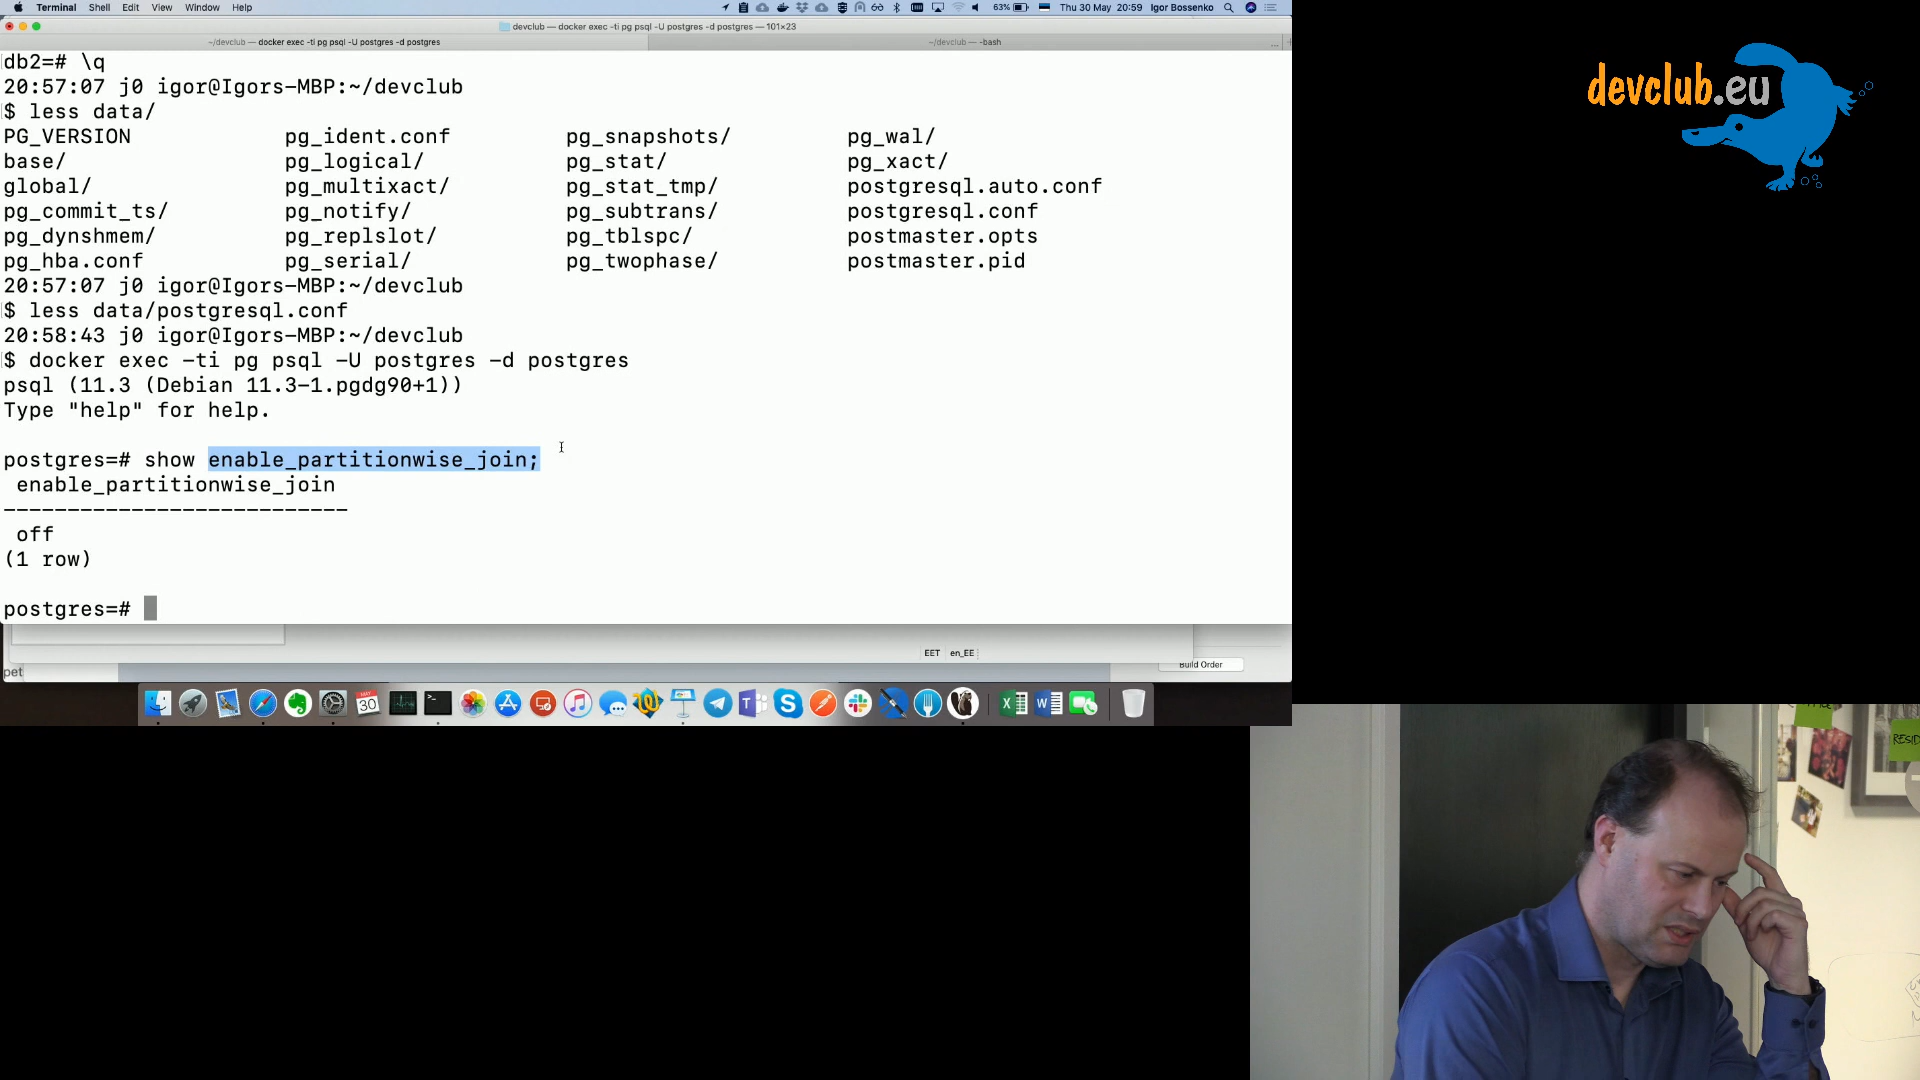 Terminal Shell Edit View Window Help 63% Thu 30 May 20:59 Igor Bossenko
devclub — docker exec -ti pg psql -U postgres -d postgres — 101×23
~/devclub — docker exec -ti pg psql -U postgres -d postgres ~/devclub — -bash
db2=# \q
20:57:07 j0 igor@Igors-MBP:~/devclub
$ less data/
PG_VERSION pg_ident.conf pg_snapshots/ pg_wal/
base/ pg_logical/ pg_stat/ pg_xact/
global/ pg_multixact/ pg_stat_tmp/ postgresql.auto.conf
pg_commit_ts/ pg_notify/ pg_subtrans/ postgresql.conf
pg_dynshmem/ pg_replslot/ pg_tblspc/ postmaster.opts
pg_hba.conf pg_serial/ pg_twophase/ postmaster.pid
20:57:07 j0 igor@Igors-MBP:~/devclub
$ less data/postgresql.conf
20:58:43 j0 igor@Igors-MBP:~/devclub
$ docker exec -ti pg psql -U postgres -d postgres
psql (11.3 (Debian 11.3-1.pgdg90+1))
Type "help" for help.
postgres=# show enable_partitionwise_join;
enable_partitionwise_join
---------------------------
off
(1 row)
postgres=#
EET en_EE
pet
Build Order
MAY
30
devclub.eu
RESID